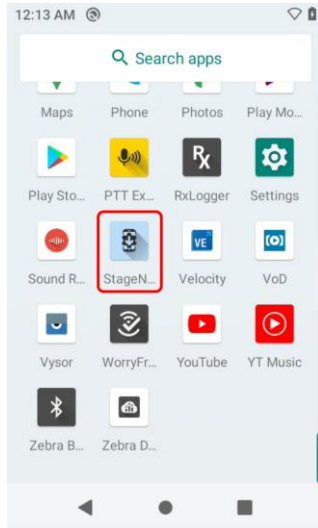 12:13 AM
Search apps
Maps Phone Photos Play Mo...
Play Sto... PTT Ex... RxLogger Settings
Sound R... StageN... Velocity VoD
Vysor WorryFr... YouTube YT Music
Zebra B... Zebra D...